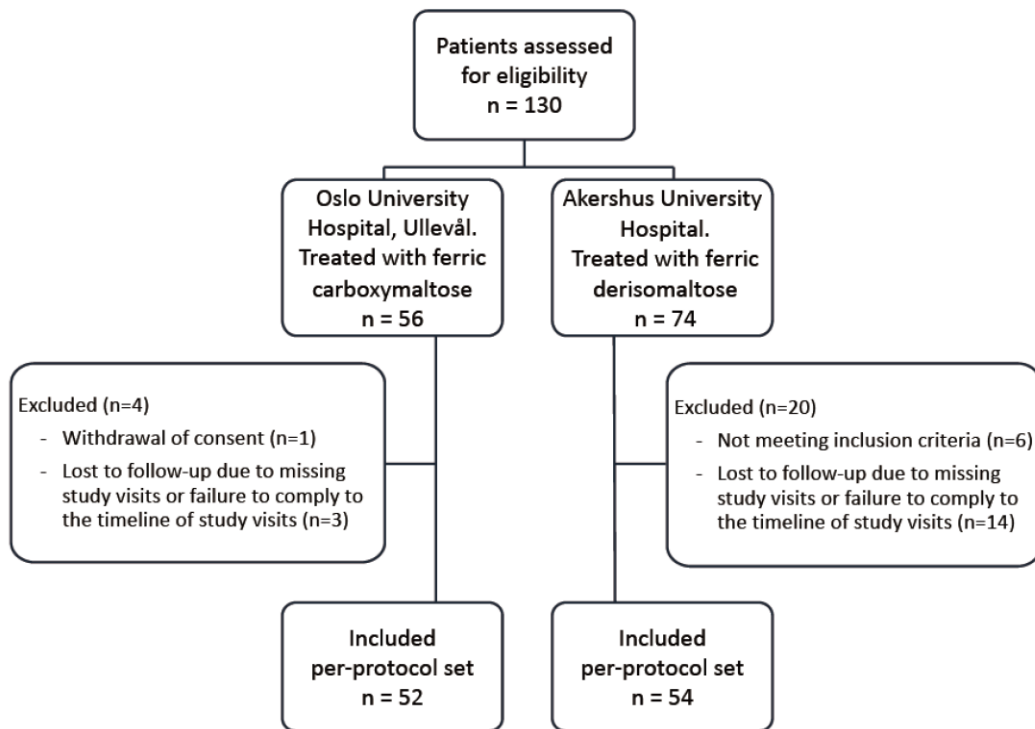 Patients assessed
for eligibility
n = 130
Oslo University
Hospital, Ullevål.
Treated with ferric
carboxymaltose
n = 56
Akershus University
Hospital.
Treated with ferric
derisomaltose
n = 74
Excluded (n=4)
- Withdrawal of consent (n=1)
- Lost to follow-up due to missing
study visits or failure to comply to
the timeline of study visits (n=3)
Excluded (n=20)
- Not meeting inclusion criteria (n=6)
- Lost to follow-up due to missing
study visits or failure to comply to
the timeline of study visits (n=14)
Included
per-protocol set
n = 52
Included
per-protocol set
n = 54